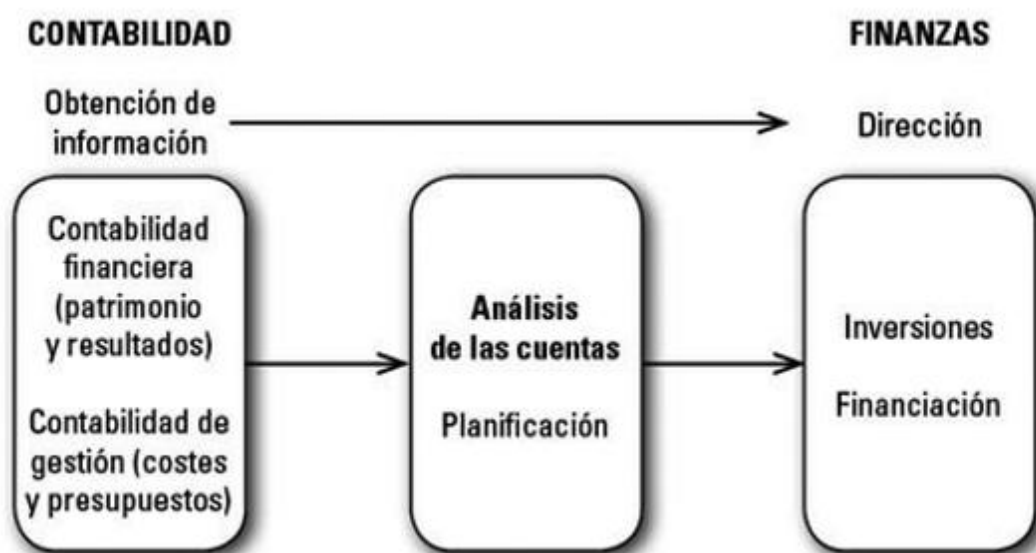 CONTABILIDAD
FINANZAS
Obtención de
información
Dirección
Contabilidad
financiera
(patrimonio
y resultados)
Contabilidad de
gestión (costes
y presupuestos)
Análisis
de las cuentas
Planificación
Inversiones
Financiación